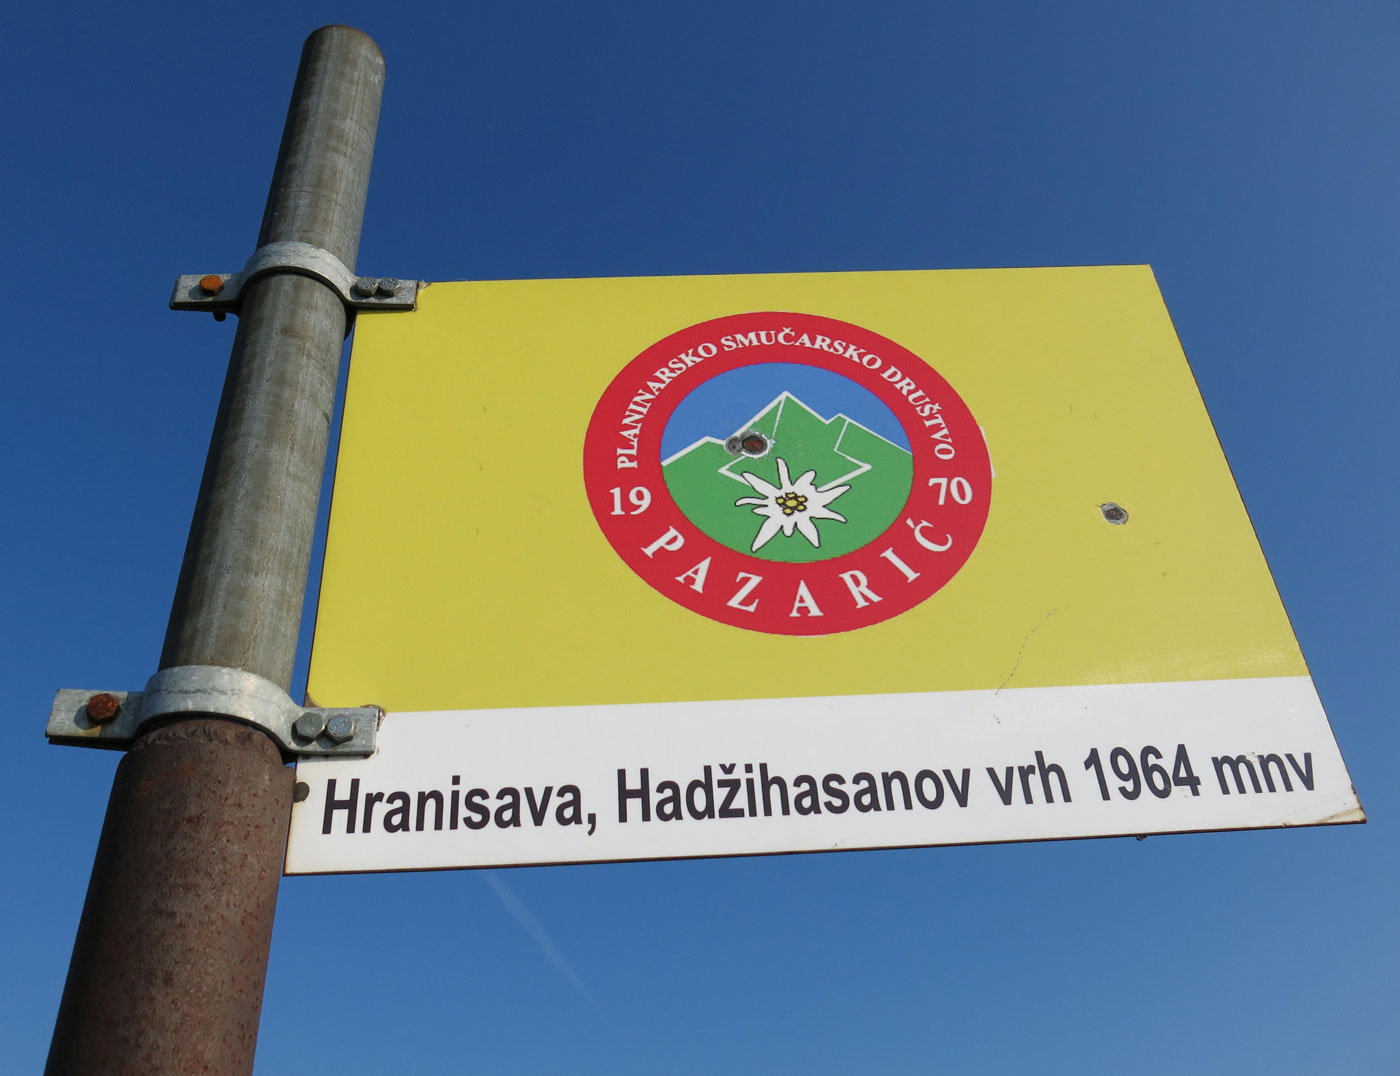 PLANINARSKO SMUČARSKO DRUŠTVO
19 70
PAZARIĆ
Hranisava, Hadžihasanov vrh 1964 mnv